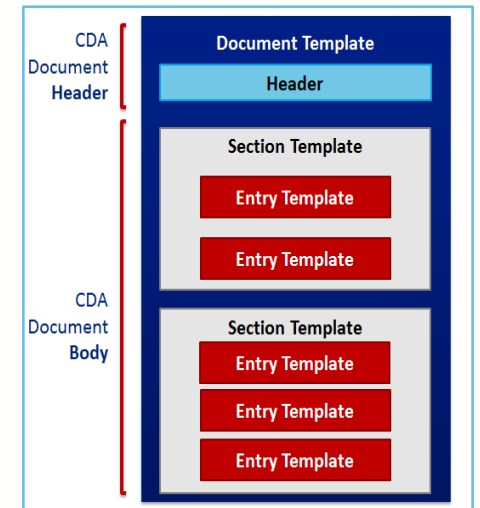 CDA
Document
Header
Document Template
Header
CDA
Document
Body
Section Template
Entry Template
Entry Template
Section Template
Entry Template
Entry Template
Entry Template